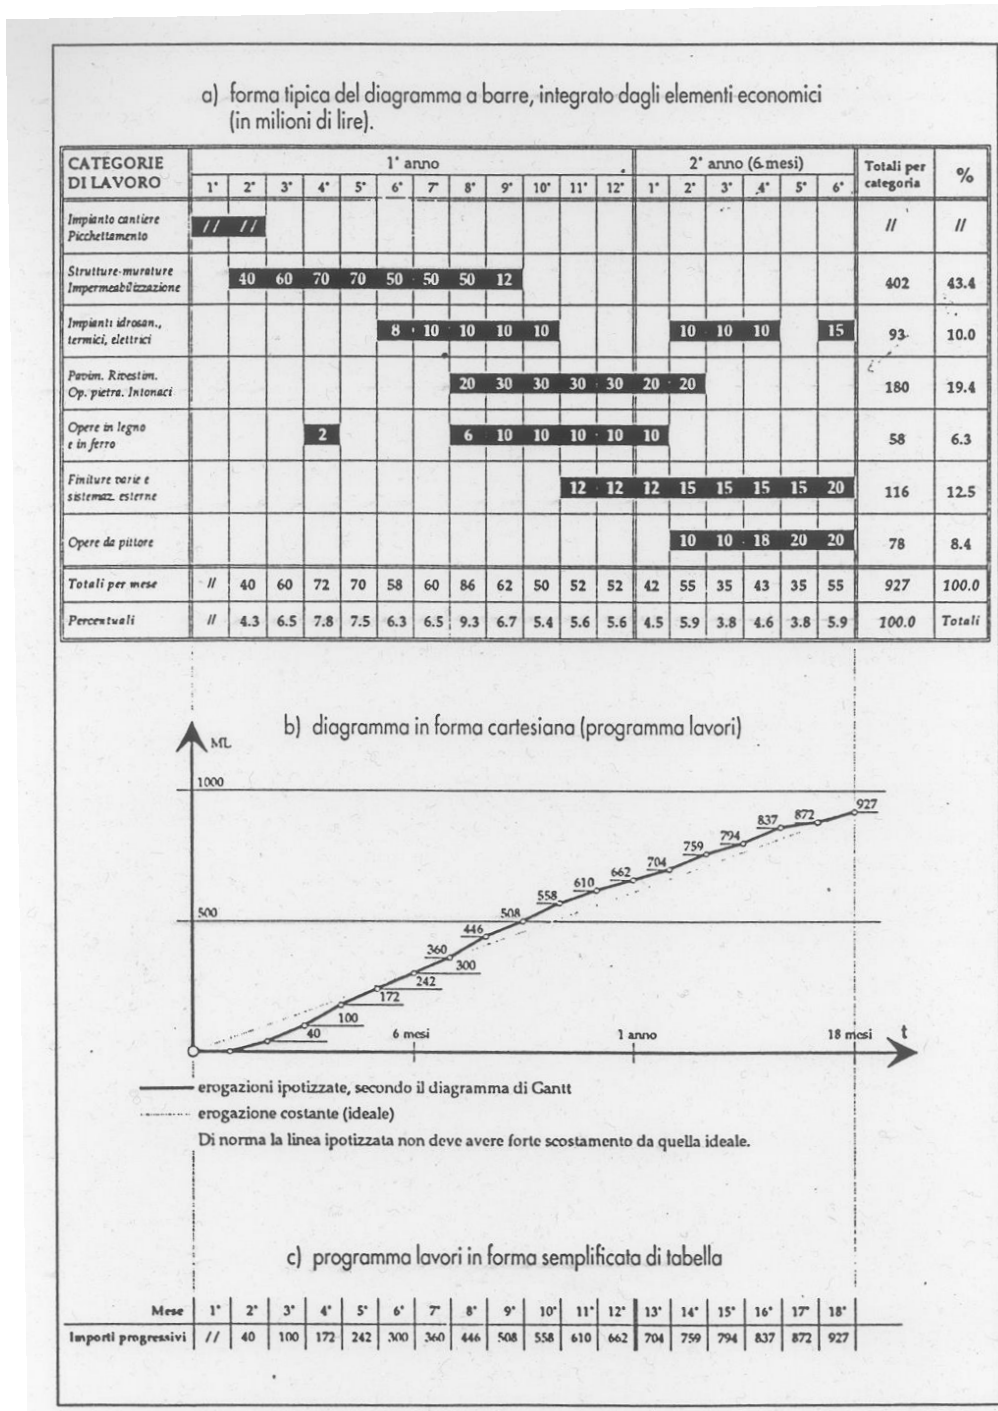 a) forma tipica del diagramma a barre, integrato dagli elementi economici
(in milioni di lire).
CATEGORIE DI LAVORO 1° anno 2° anno (6 mesi) Totali per categoria %
1° 2° 3° 4° 5° 6° 7° 8° 9° 10° 11° 12° 1° 2° 3° 4° 5° 6°
Impianto cantiere
Picchettamento // // // //
Strutture-murature
Impermeabilizzazione 40 60 70 70 50 50 50 12 402 43.4
Impianti idrosan.,
termici, elettrici 8 10 10 10 10 10 10 10 15 93 10.0
Pavim. Rivestim.
Op. pietra. Intonaci 20 30 30 30 30 20 20 180 19.4
Opere in legno
e in ferro 2 6 10 10 10 10 10 58 6.3
Finiture varie e
sistemaz. esterne 12 12 12 15 15 15 15 20 116 12.5
Opere da pittore 10 10 18 20 20 78 8.4
Totali per mese // 40 60 72 70 58 60 86 62 50 52 52 42 55 35 43 35 55 927 100.0
Percentuali // 4.3 6.5 7.8 7.5 6.3 6.5 9.3 6.7 5.4 5.6 5.6 4.5 5.9 3.8 4.6 3.8 5.9 100.0 Totali
b) diagramma in forma cartesiana (programma lavori)
ML
1000
927
872
837
794
759
704
662
610
558
500
508
446
360
300
242
172
100
40
6 mesi 1 anno 18 mesi t
erogazioni ipotizzate, secondo il diagramma di Gantt
erogazione costante (ideale)
Di norma la linea ipotizzata non deve avere forte scostamento da quella ideale.
c) programma lavori in forma semplificata di tabella
Mese 1° 2° 3° 4° 5° 6° 7° 8° 9° 10° 11° 12° 13° 14° 15° 16° 17° 18°
Importi progressivi // 40 100 172 242 300 360 446 508 558 610 662 704 759 794 837 872 927